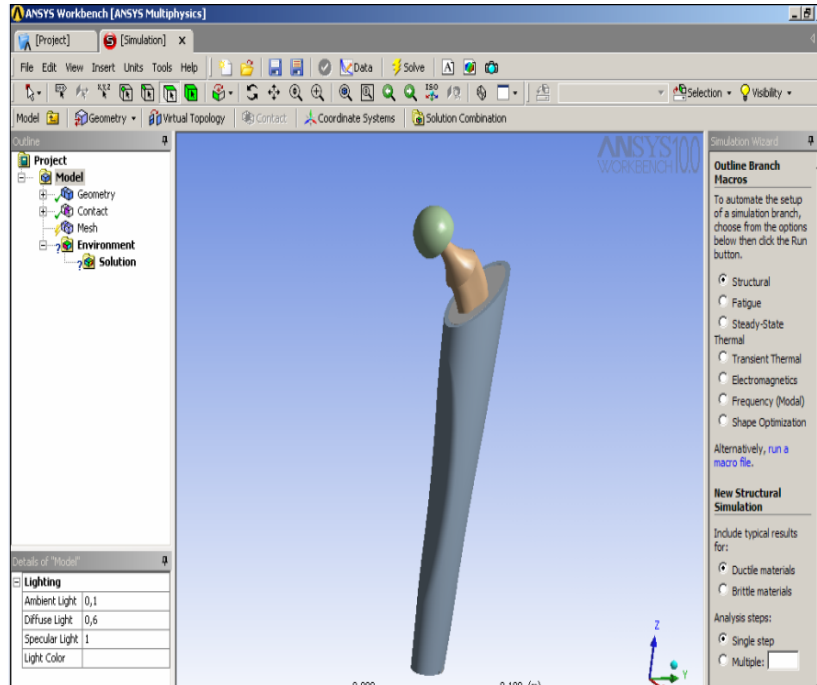 ANSYS Workbench [ANSYS Multiphysics]
[Project] [Simulation] X
File Edit View Insert Units Tools Help Data Solve A
X,Y,Z ISO Selection Visibility
Model Geometry Virtual Topology Contact Coordinate Systems Solution Combination
Outline
Project
Model
Geometry
Contact
Mesh
Environment
Solution
ANSYS 10.0
WORKBENCH
Simulation Wizard
Outline Branch
Macros
To automate the setup
of a simulation branch,
choose from the options
below then click the Run
button.
Structural
Fatigue
Steady-State
Thermal
Transient Thermal
Electromagnetics
Frequency (Modal)
Shape Optimization
Alternatively, run a
macro file.
New Structural
Simulation
Include typical results
for:
Ductile materials
Brittle materials
Analysis steps:
Single step
Multiple:
Details of "Model"
Lighting
Ambient Light 0,1
Diffuse Light 0,6
Specular Light 1
Light Color
Z
Y